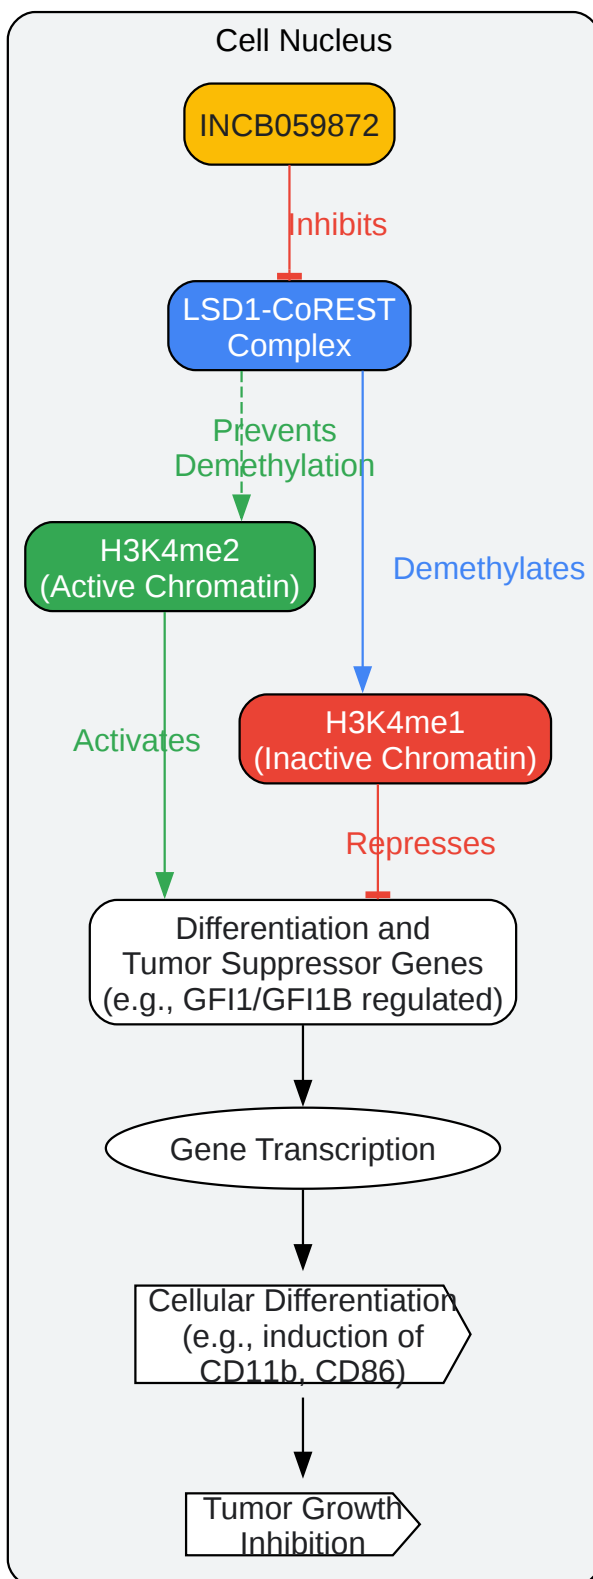 Cell Nucleus
INCB059872
Inhibits
LSD1-CoREST
Complex
Prevents
Demethylation
H3K4me2
(Active Chromatin)
Demethylates
Activates
H3K4me1
(Inactive Chromatin)
Represses
Differentiation and
Tumor Suppressor Genes
(e.g., GFI1/GFI1B regulated)
Gene Transcription
Cellular Differentiation
(e.g., induction of
CD11b, CD86)
Tumor Growth
Inhibition